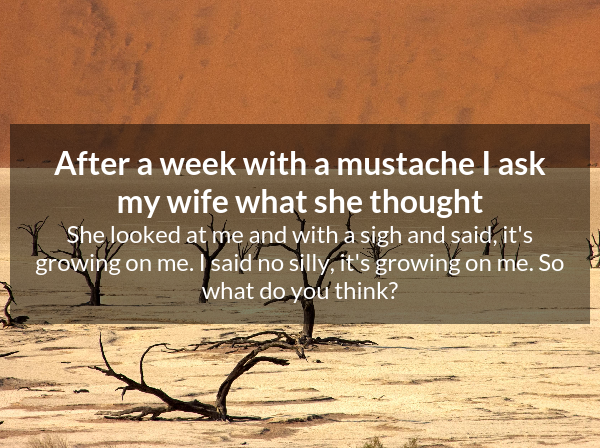 After a week with a mustache I ask
my wife what she thought
She looked at me and with a sigh and said, it's
growing on me. I said no silly, it's growing on me. So
what do you think?